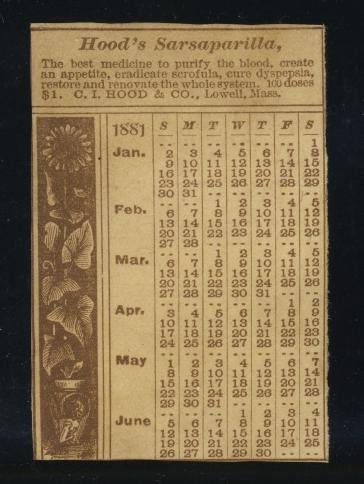 Hood's Sarsaparilla,
The best medicine to purify the blood, create
an appetite, eradicate scrofula, cure dyspepsia,
restore and renovate the whole system. 100 doses
$1. C. I. HOOD & CO., Lowell, Mass.
1881 S M T W T F S
.. .. .. .. .. .. 1
Jan. 2 3 4 5 6 7 8
9 10 11 12 13 14 15
16 17 18 19 20 21 22
23 24 25 26 27 28 29
30 31 .. .. .. .. ..
Feb. .. .. 1 2 3 4 5
6 7 8 9 10 11 12
13 14 15 16 17 18 19
20 21 22 23 24 25 26
27 28 .. .. .. .. ..
Mar. .. .. 1 2 3 4 5
6 7 8 9 10 11 12
13 14 15 16 17 18 19
20 21 22 23 24 25 26
27 28 29 30 31 .. ..
Apr. .. .. .. .. .. 1 2
3 4 5 6 7 8 9
10 11 12 13 14 15 16
17 18 19 20 21 22 23
24 25 26 27 28 29 30
May .. .. .. .. .. .. ..
1 2 3 4 5 6 7
8 9 10 11 12 13 14
15 16 17 18 19 20 21
22 23 24 25 26 27 28
29 30 31 .. .. .. ..
June .. .. .. 1 2 3 4
5 6 7 8 9 10 11
12 13 14 15 16 17 18
19 20 21 22 23 24 25
26 27 28 29 30 .. ..